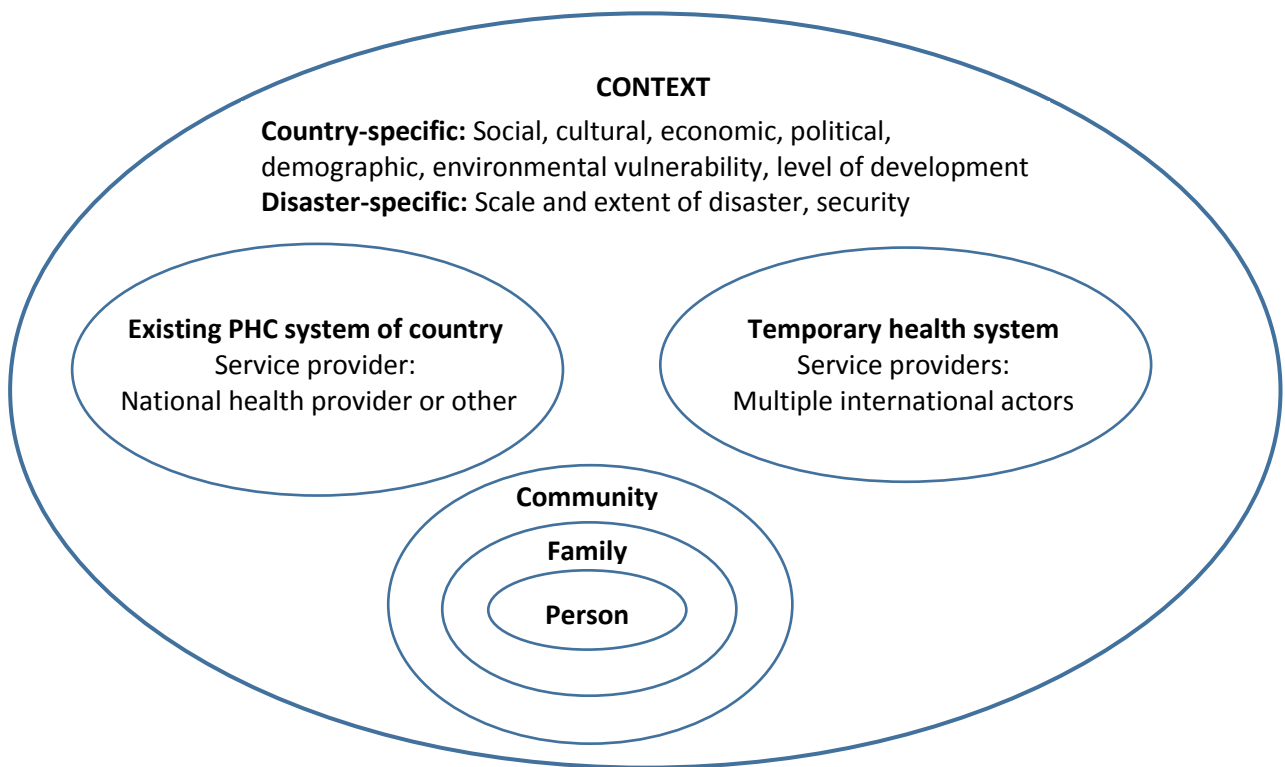 CONTEXT
Country-specific: Social, cultural, economic, political,
demographic, environmental vulnerability, level of development
Disaster-specific: Scale and extent of disaster, security
Existing PHC system of country
Service provider:
National health provider or other
Temporary health system
Service providers:
Multiple international actors
Community
Family
Person